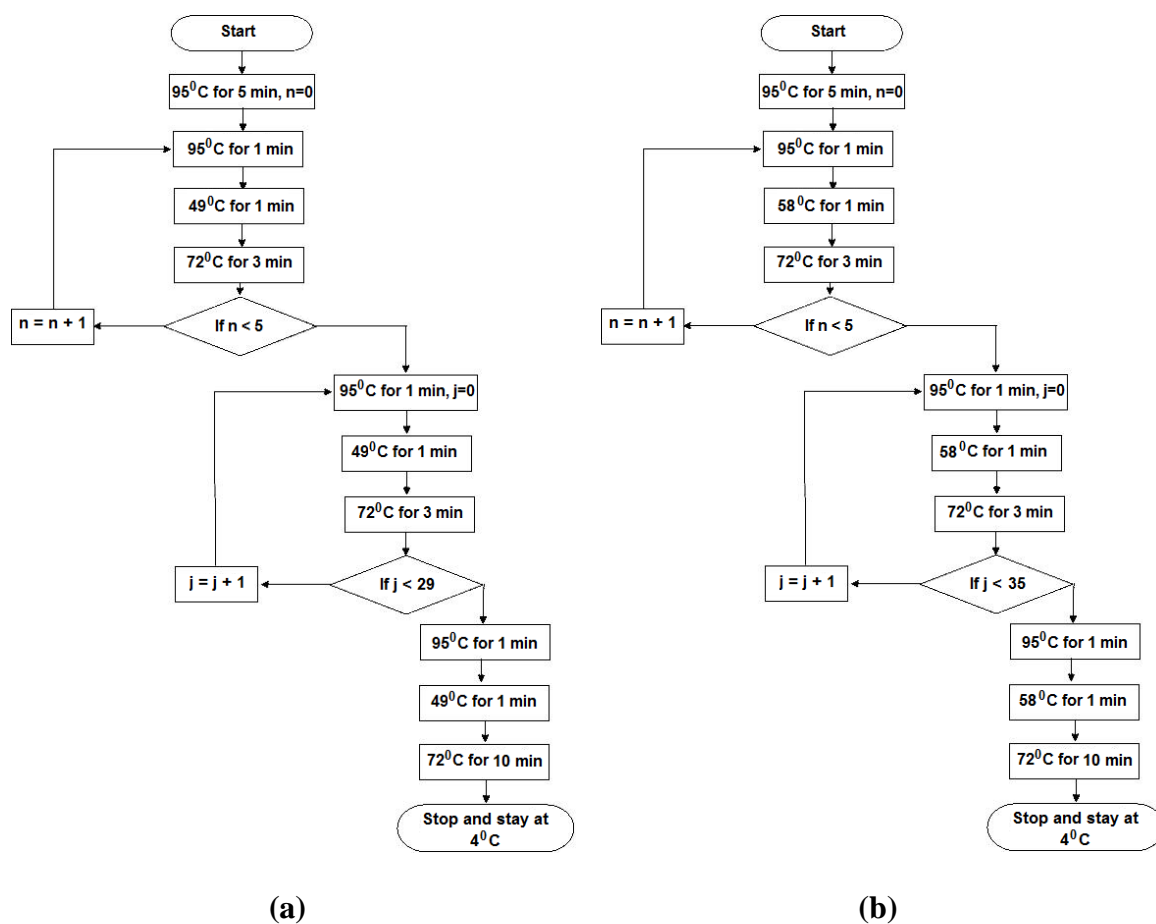 Start
95⁰C for 5 min, n=0
95⁰C for 1 min
49⁰C for 1 min
72⁰C for 3 min
If n < 5
n = n + 1
95⁰C for 1 min, j=0
49⁰C for 1 min
72⁰C for 3 min
If j < 29
j = j + 1
95⁰C for 1 min
49⁰C for 1 min
72⁰C for 10 min
Stop and stay at
4⁰C
(a)
Start
95⁰C for 5 min, n=0
95⁰C for 1 min
58⁰C for 1 min
72⁰C for 3 min
If n < 5
n = n + 1
95⁰C for 1 min, j=0
58⁰C for 1 min
72⁰C for 3 min
If j < 35
j = j + 1
95⁰C for 1 min
58⁰C for 1 min
72⁰C for 10 min
Stop and stay at
4⁰C
(b)